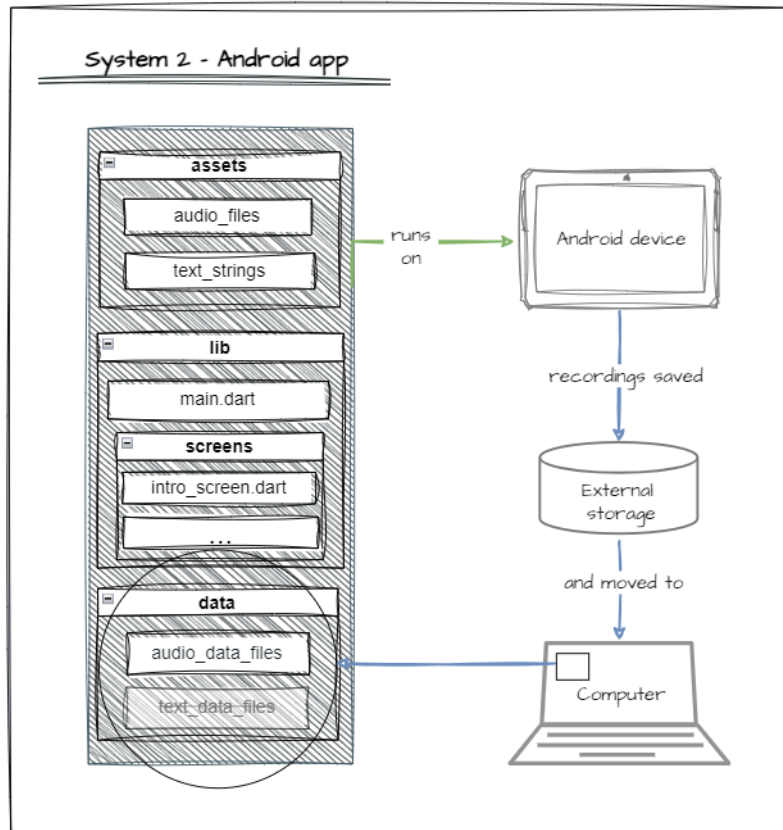 System 2 - Android app
assets
audio_files
text_strings
lib
main.dart
screens
intro_screen.dart
...
data
audio_data_files
text_data_files
runs
on
Android device
recordings saved
External
storage
and moved to
Computer